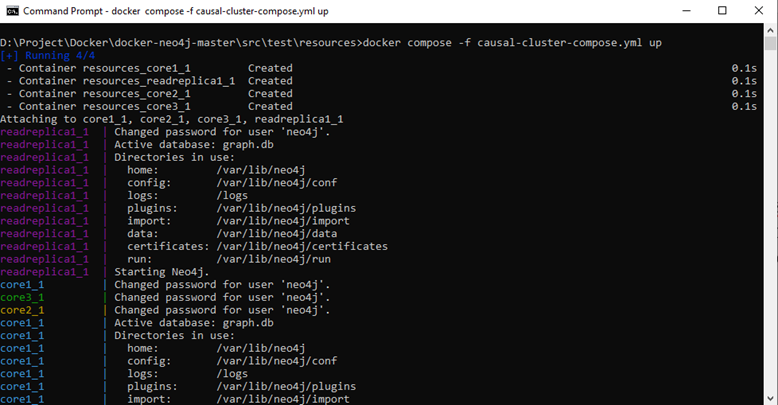 Command Prompt - docker compose -f causal-cluster-compose.yml up
D:\Project\Docker\docker-neo4j-master\src\test\resources>docker compose -f causal-cluster-compose.yml up
[+] Running 4/4
 - Container resources_core1_1         Created         0.1s
 - Container resources_readreplica1_1  Created         0.1s
 - Container resources_core2_1         Created         0.1s
 - Container resources_core3_1         Created         0.1s
Attaching to core1_1, core2_1, core3_1, readreplica1_1
readreplica1_1  | Changed password for user 'neo4j'.
readreplica1_1  | Active database: graph.db
readreplica1_1  | Directories in use:
readreplica1_1  |   home:         /var/lib/neo4j
readreplica1_1  |   config:       /var/lib/neo4j/conf
readreplica1_1  |   logs:         /logs
readreplica1_1  |   plugins:      /var/lib/neo4j/plugins
readreplica1_1  |   import:       /var/lib/neo4j/import
readreplica1_1  |   data:         /var/lib/neo4j/data
readreplica1_1  |   certificates: /var/lib/neo4j/certificates
readreplica1_1  |   run:          /var/lib/neo4j/run
readreplica1_1  | Starting Neo4j.
core1_1         | Changed password for user 'neo4j'.
core3_1         | Changed password for user 'neo4j'.
core2_1         | Changed password for user 'neo4j'.
core1_1         | Active database: graph.db
core1_1         | Directories in use:
core1_1         |   home:         /var/lib/neo4j
core1_1         |   config:       /var/lib/neo4j/conf
core1_1         |   logs:         /logs
core1_1         |   plugins:      /var/lib/neo4j/plugins
core1_1         |   import:       /var/lib/neo4j/import